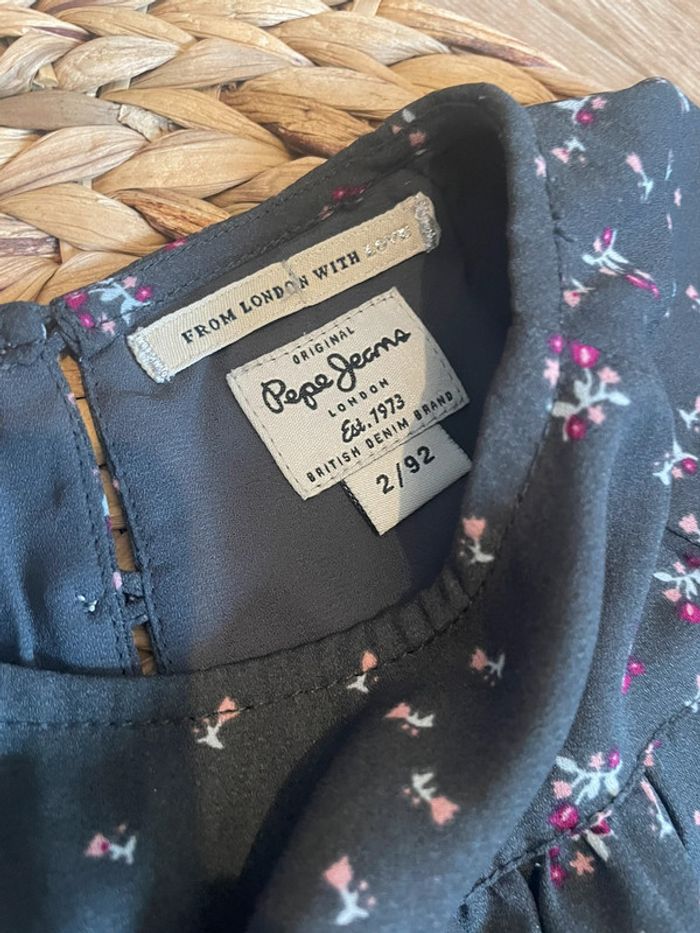 FROM LONDON WITH LOVE
ORIGINAL
Pepe Jeans
LONDON
Est. 1973
BRITISH DENIM BRAND
2/92